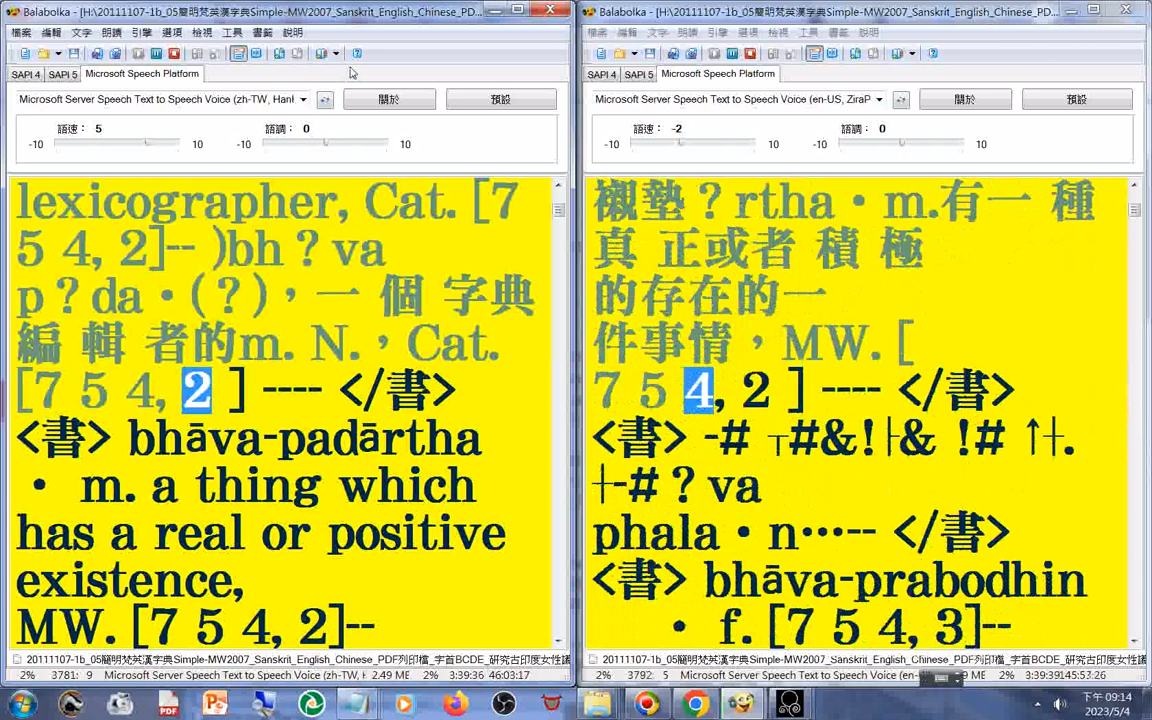 Balabolka - [H:\20111107-1b_05簡明梵英漢字典Simple-MW2007_Sanskrit_English_Chinese_PD...
檔案 編輯 文字 朗讀 引擎 選項 檢視 工具 書籤 說明
SAPI 4 SAPI 5 Microsoft Speech Platform
Microsoft Server Speech Text to Speech Voice (zh-TW, Hanl 關於 預設
語速： 5 語調： 0
-10 10 -10 10
lexicographer, Cat. [7
5 4, 2]-- )bh？va
p？da•(？)，一 個 字典
編 輯 者的m. N.，Cat.
[7 5 4, 2 ] ---- </書>
<書> bhāva-padārtha
• m. a thing which
has a real or positive
existence,
MW. [7 5 4, 2]--
20111107-1b_05簡明梵英漢字典Simple-MW2007_Sanskrit_English_Chinese_PDF列印檔_字首BCDE_研究古印度女性議
2% 3781: 9 Microsoft Server Speech Text to Speech Voice (zh-TW, H 2.49 ME 2% 3:39:36 46:03:17
Balabolka - [H:\20111107-1b_05簡明梵英漢字典Simple-MW2007_Sanskrit_English_Chinese_PD...
檔案 編輯 文字 朗讀 引擎 選項 檢視 工具 書籤 說明
SAPI 4 SAPI 5 Microsoft Speech Platform
Microsoft Server Speech Text to Speech Voice (en-US, ZiraP 關於 預設
語速： -2 語調： 0
-10 10 -10 10
襯墊？rtha•m.有一 種
真 正或者 積 極
的存在的一
件事情，MW. [
7 5 4, 2 ] ---- </書>
<書> -# ┬#&!├& !# ↑┼.
┼-#？va
phala•n…-- </書>
<書> bhāva-prabodhin
• f. [7 5 4, 3]--
20111107-1b_05簡明梵英漢字典Simple-MW2007_Sanskrit_English_Chinese_PDF列印檔_字首BCDE_研究古印度女性議
2% 3792 5 Microsoft Server Speech Text to Speech Voice (en- ME 2% 3:39:39 145:53:26
PDF
下午 09:14
2023/5/4